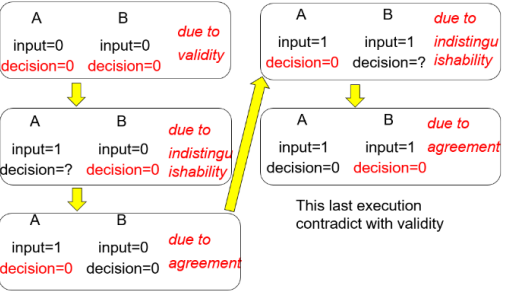 A B
input=0 input=0
decision=0 decision=0
due to
validity
A B
input=1 input=0
decision=? decision=0
due to
indistingu
ishability
A B
input=1 input=0
decision=0 decision=0
due to
agreement
A B
input=1 input=1
decision=0 decision=?
due to
indistingu
ishability
A B
input=1 input=1
decision=0 decision=0
due to
agreement
This last execution
contradict with validity